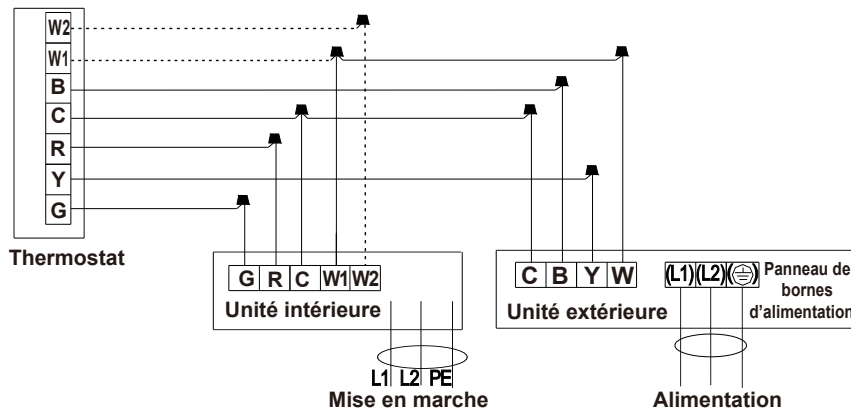 W2
W1
B
C
R
Y
G
Thermostat
G R C W1 W2
Unité intérieure
L1 L2 PE
Mise en marche
C B Y W
Unité extérieure
(L1) (L2) (⏚)
Panneau de
bornes
d'alimentation
Alimentation